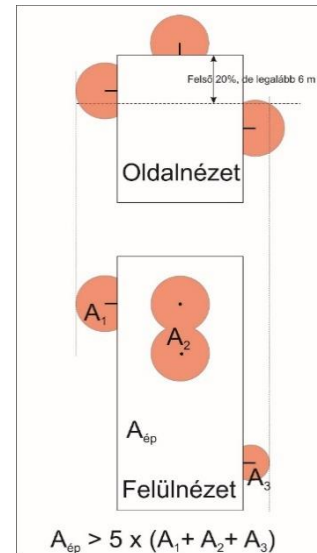 Felső 20%, de legalább 6 m
Oldalnézet
A₁
A₂
Aép
A₃
Felülnézet
Aép > 5 x (A₁+ A₂+ A₃)